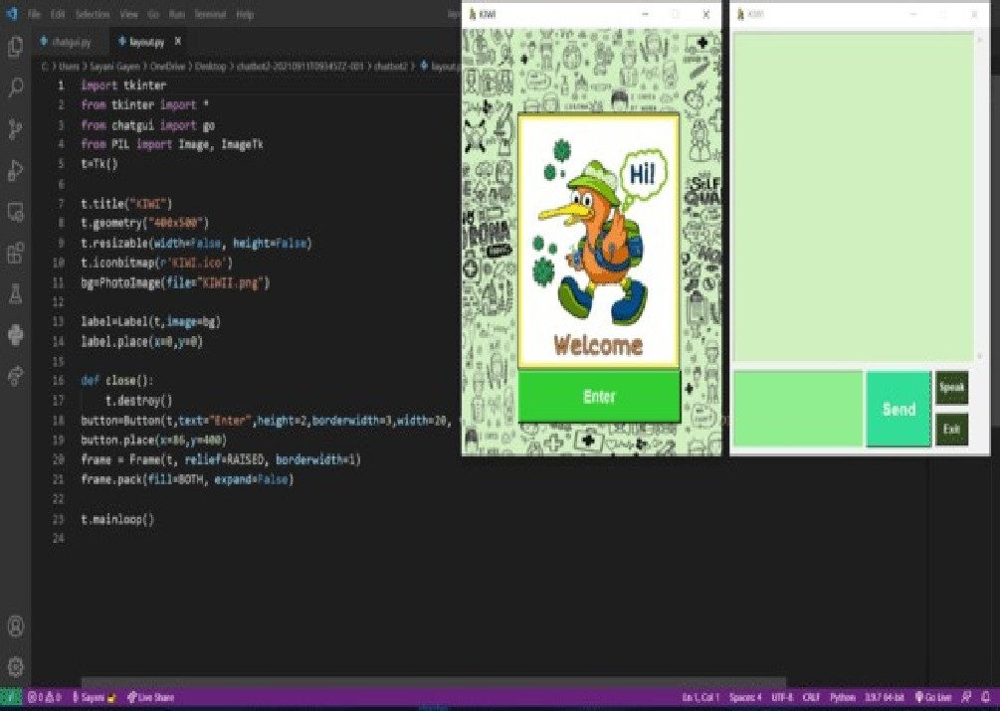 File Edit Selection View Go Run Terminal Help
chatgui.py layout.py X
C: > Users > Sayani Gayen > OneDrive > Desktop > chatbot2-20210911T093457Z-001 > chatbot2 > layout.p
1 import tkinter
2 from tkinter import *
3 from chatgui import go
4 from PIL import Image, ImageTk
5 t=Tk()
6
7 t.title("KIWI")
8 t.geometry("400x500")
9 t.resizable(width=False, height=False)
10 t.iconbitmap(r'KIWI.ico')
11 bg=PhotoImage(file="KIWII.png")
12
13 label=Label(t,image=bg)
14 label.place(x=0,y=0)
15
16 def close():
17 t.destroy()
18 button=Button(t,text="Enter",height=2,borderwidth=3,width=20,
19 button.place(x=86,y=400)
20 frame = Frame(t, relief=RAISED, borderwidth=1)
21 frame.pack(fill=BOTH, expand=False)
22
23 t.mainloop()
24
KIWI
SELF
QUA
RONA
Hi!
Welcome
Enter
KIWI
Send
Speak
Exit
0 0 Sayani Live Share
Ln 1, Col 1 Spaces: 4 UTF-8 CRLF Python 3.9.7 64-bit Go Live